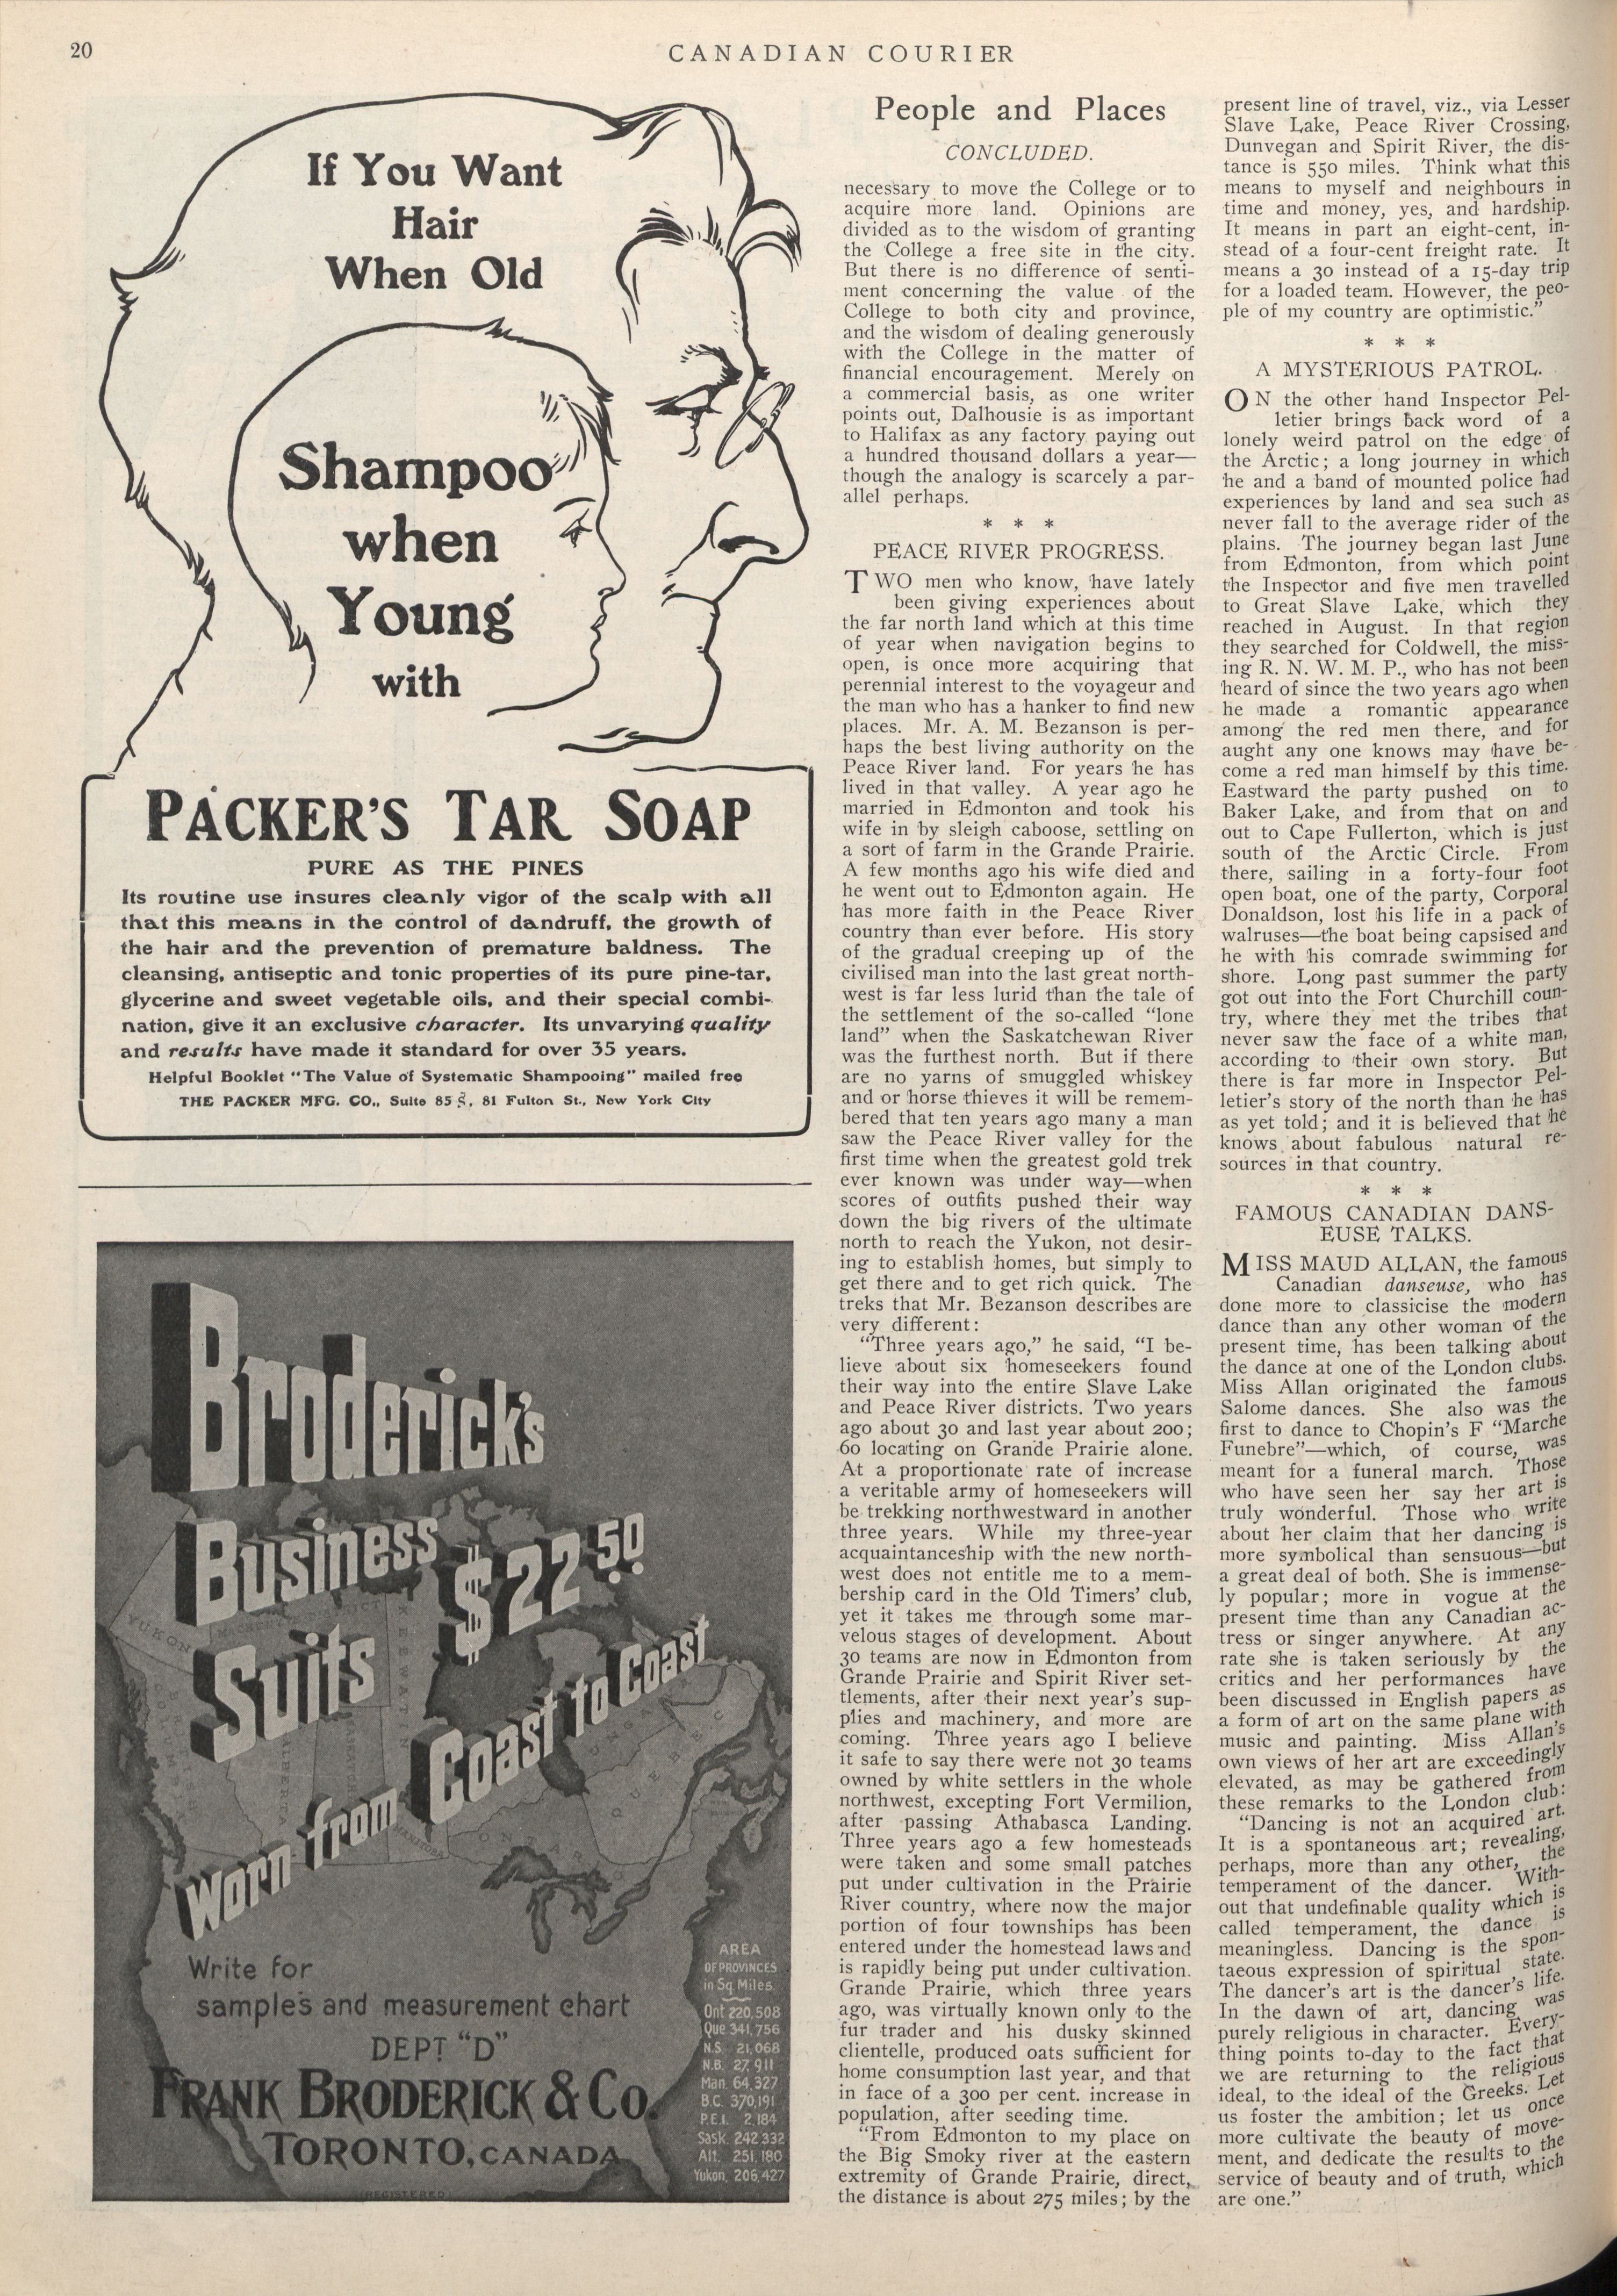 20
CANADIAN COURIER
If You Want
Hair
When Old
Shampoo
when
Young
with
PACKER'S TAR SOAP
PURE AS THE PINES
Its routine use insures cleanly vigor of the scalp with all
that this means in the control of dandruff, the growth of
the hair and the prevention of premature baldness. The
cleansing, antiseptic and tonic properties of its pure pine-tar,
glycerine and sweet vegetable oils, and their special combi-
nation, give it an exclusive character. Its unvarying quality
and results have made it standard for over 35 years.
Helpful Booklet "The Value of Systematic Shampooing" mailed free
THE PACKER MFG. CO., Suite 85 , 81 Fulton St., New York City
Broderick's
Business
Suits
$22.50
Worn from Coast to Coast
YUKON
MACKENZIE DISTRICT
KEEWATIN
ALBERTA
UNGAVA
QUEBEC
ONTARIO
Write for
samples and measurement chart
DEPT "D"
FRANK BRODERICK & Co.
TORONTO, CANADA
(REGISTERED)
AREA
OF PROVINCES
in Sq. Miles.
Ont 220,508
Que 341,756
N.S. 21,068
N.B. 27,911
Man. 64,327
B.C. 370,191
P.E.I. 2,184
Sask. 242,332
Alt. 251,180
Yukon, 206,427
People and Places
CONCLUDED.
necessary to move the College or to
acquire more land. Opinions are
divided as to the wisdom of granting
the College a free site in the city.
But there is no difference of senti-
ment concerning the value of the
College to both city and province,
and the wisdom of dealing generously
with the College in the matter of
financial encouragement. Merely on
a commercial basis, as one writer
points out, Dalhousie is as important
to Halifax as any factory paying out
a hundred thousand dollars a year—
though the analogy is scarcely a par-
allel perhaps.
* * *
PEACE RIVER PROGRESS.
TWO men who know, have lately
been giving experiences about
the far north land which at this time
of year when navigation begins to
open, is once more acquiring that
perennial interest to the voyageur and
the man who has a hanker to find new
places. Mr. A. M. Bezanson is per-
haps the best living authority on the
Peace River land. For years he has
lived in that valley. A year ago he
married in Edmonton and took his
wife in by sleigh caboose, settling on
a sort of farm in the Grande Prairie.
A few months ago his wife died and
he went out to Edmonton again. He
has more faith in the Peace River
country than ever before. His story
of the gradual creeping up of the
civilised man into the last great north-
west is far less lurid than the tale of
the settlement of the so-called "lone
land" when the Saskatchewan River
was the furthest north. But if there
are no yarns of smuggled whiskey
and or horse thieves it will be remem-
bered that ten years ago many a man
saw the Peace River valley for the
first time when the greatest gold trek
ever known was under way—when
scores of outfits pushed their way
down the big rivers of the ultimate
north to reach the Yukon, not desir-
ing to establish homes, but simply to
get there and to get rich quick. The
treks that Mr. Bezanson describes are
very different:
"Three years ago," he said, "I be-
lieve about six homeseekers found
their way into the entire Slave Lake
and Peace River districts. Two years
ago about 30 and last year about 200;
60 locating on Grande Prairie alone.
At a proportionate rate of increase
a veritable army of homeseekers will
be trekking northwestward in another
three years. While my three-year
acquaintanceship with the new north-
west does not entitle me to a mem-
bership card in the Old Timers' club,
yet it takes me through some mar-
velous stages of development. About
30 teams are now in Edmonton from
Grande Prairie and Spirit River set-
tlements, after their next year's sup-
plies and machinery, and more are
coming. Three years ago I believe
it safe to say there were not 30 teams
owned by white settlers in the whole
northwest, excepting Fort Vermilion,
after passing Athabasca Landing.
Three years ago a few homesteads
were taken and some small patches
put under cultivation in the Prairie
River country, where now the major
portion of four townships has been
entered under the homestead laws and
is rapidly being put under cultivation.
Grande Prairie, which three years
ago, was virtually known only to the
fur trader and his dusky skinned
clientelle, produced oats sufficient for
home consumption last year, and that
in face of a 300 per cent. increase in
population, after seeding time.
"From Edmonton to my place on
the Big Smoky river at the eastern
extremity of Grande Prairie, direct,
the distance is about 275 miles; by the
present line of travel, viz., via Lesser
Slave Lake, Peace River Crossing,
Dunvegan and Spirit River, the dis-
tance is 550 miles. Think what this
means to myself and neighbours in
time and money, yes, and hardship.
It means in part an eight-cent, in-
stead of a four-cent freight rate. It
means a 30 instead of a 15-day trip
for a loaded team. However, the peo-
ple of my country are optimistic."
* * *
A MYSTERIOUS PATROL.
ON the other hand Inspector Pel-
letier brings back word of a
lonely weird patrol on the edge of
the Arctic; a long journey in which
he and a band of mounted police had
experiences by land and sea such as
never fall to the average rider of the
plains. The journey began last June
from Edmonton, from which point
the Inspector and five men travelled
to Great Slave Lake, which they
reached in August. In that region
they searched for Coldwell, the miss-
ing R. N. W. M. P., who has not been
heard of since the two years ago when
he made a romantic appearance
among the red men there, and for
aught any one knows may have be-
come a red man himself by this time.
Eastward the party pushed on to
Baker Lake, and from that on and
out to Cape Fullerton, which is just
south of the Arctic Circle. From
there, sailing in a forty-four foot
open boat, one of the party, Corporal
Donaldson, lost his life in a pack of
walruses—the boat being capsised and
he with his comrade swimming for
shore. Long past summer the party
got out into the Fort Churchill coun-
try, where they met the tribes that
never saw the face of a white man,
according to their own story. But
there is far more in Inspector Pel-
letier's story of the north than he has
as yet told; and it is believed that he
knows about fabulous natural re-
sources in that country.
* * *
FAMOUS CANADIAN DANS-
EUSE TALKS.
MISS MAUD ALLAN, the famous
Canadian danseuse, who has
done more to classicise the modern
dance than any other woman of the
present time, has been talking about
the dance at one of the London clubs.
Miss Allan originated the famous
Salome dances. She also was the
first to dance to Chopin's F "Marche
Funebre"—which, of course, was
meant for a funeral march. Those
who have seen her say her art is
truly wonderful. Those who write
about her claim that her dancing is
more symbolical than sensuous—but
a great deal of both. She is immense-
ly popular; more in vogue at the
present time than any Canadian ac-
tress or singer anywhere. At any
rate she is taken seriously by the
critics and her performances have
been discussed in English papers as
a form of art on the same plane with
music and painting. Miss Allan's
own views of her art are exceedingly
elevated, as may be gathered from
these remarks to the London club:
"Dancing is not an acquired art.
It is a spontaneous art; revealing,
perhaps, more than any other, the
temperament of the dancer. With-
out that undefinable quality which is
called temperament, the dance is
meaningless. Dancing is the spon-
taeous expression of spiritual state.
The dancer's art is the dancer's life.
In the dawn of art, dancing was
purely religious in character. Every-
thing points to-day to the fact that
we are returning to the religious
ideal, to the ideal of the Greeks. Let
us foster the ambition; let us once
more cultivate the beauty of move-
ment, and dedicate the results to the
service of beauty and of truth, which
are one."